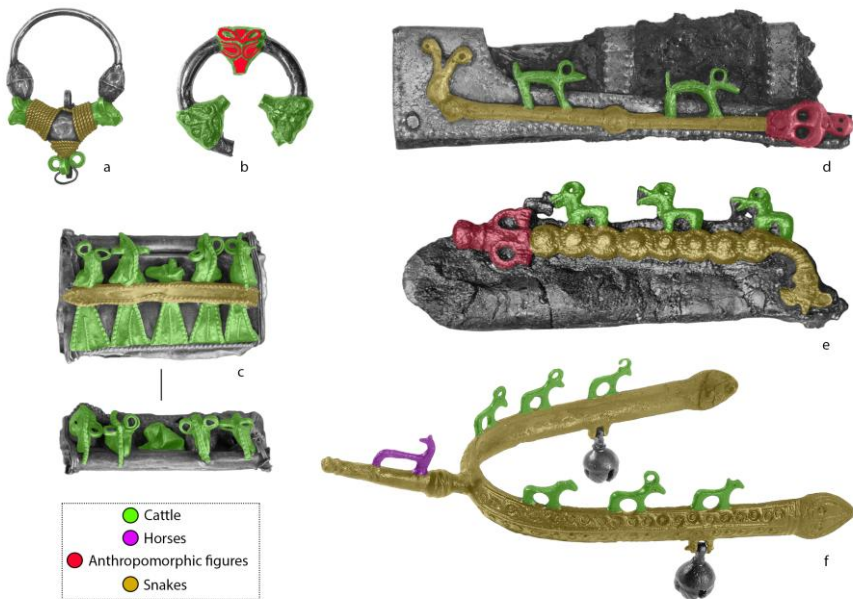 a
b
c
d
e
f
Cattle
Horses
Anthropomorphic figures
Snakes